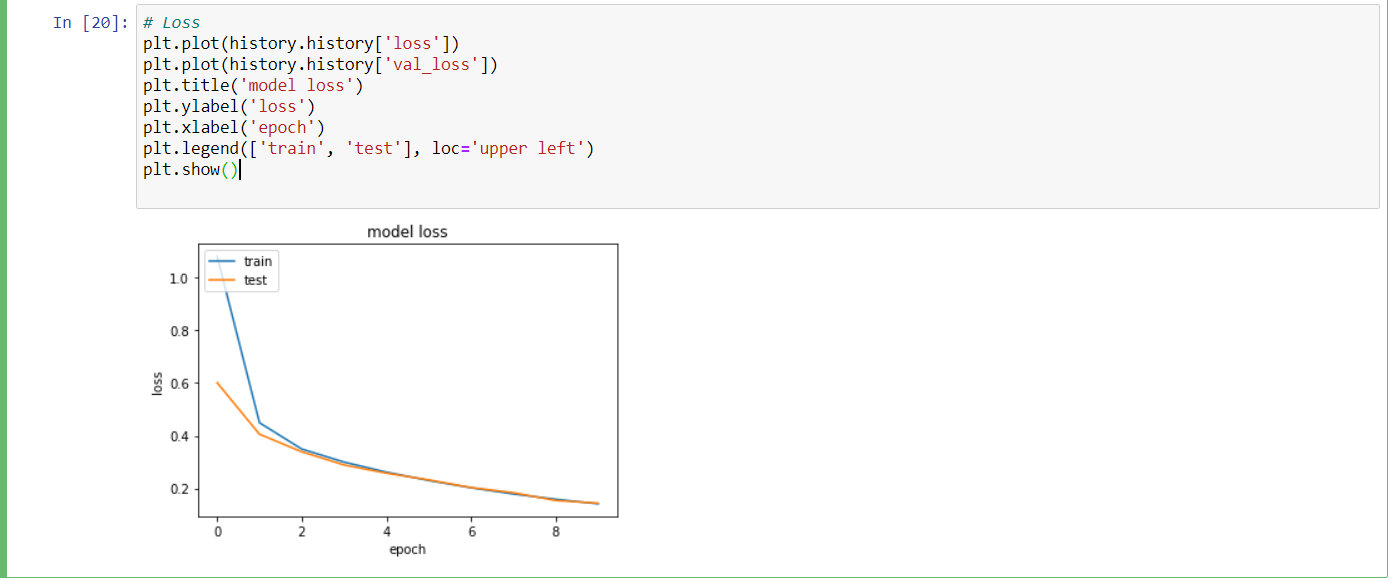 In [20]:
# Loss
plt.plot(history.history['loss'])
plt.plot(history.history['val_loss'])
plt.title('model loss')
plt.ylabel('loss')
plt.xlabel('epoch')
plt.legend(['train', 'test'], loc='upper left')
plt.show()
model loss
train
test
1.0
0.8
0.6
0.4
0.2
loss
0 2 4 6 8
epoch